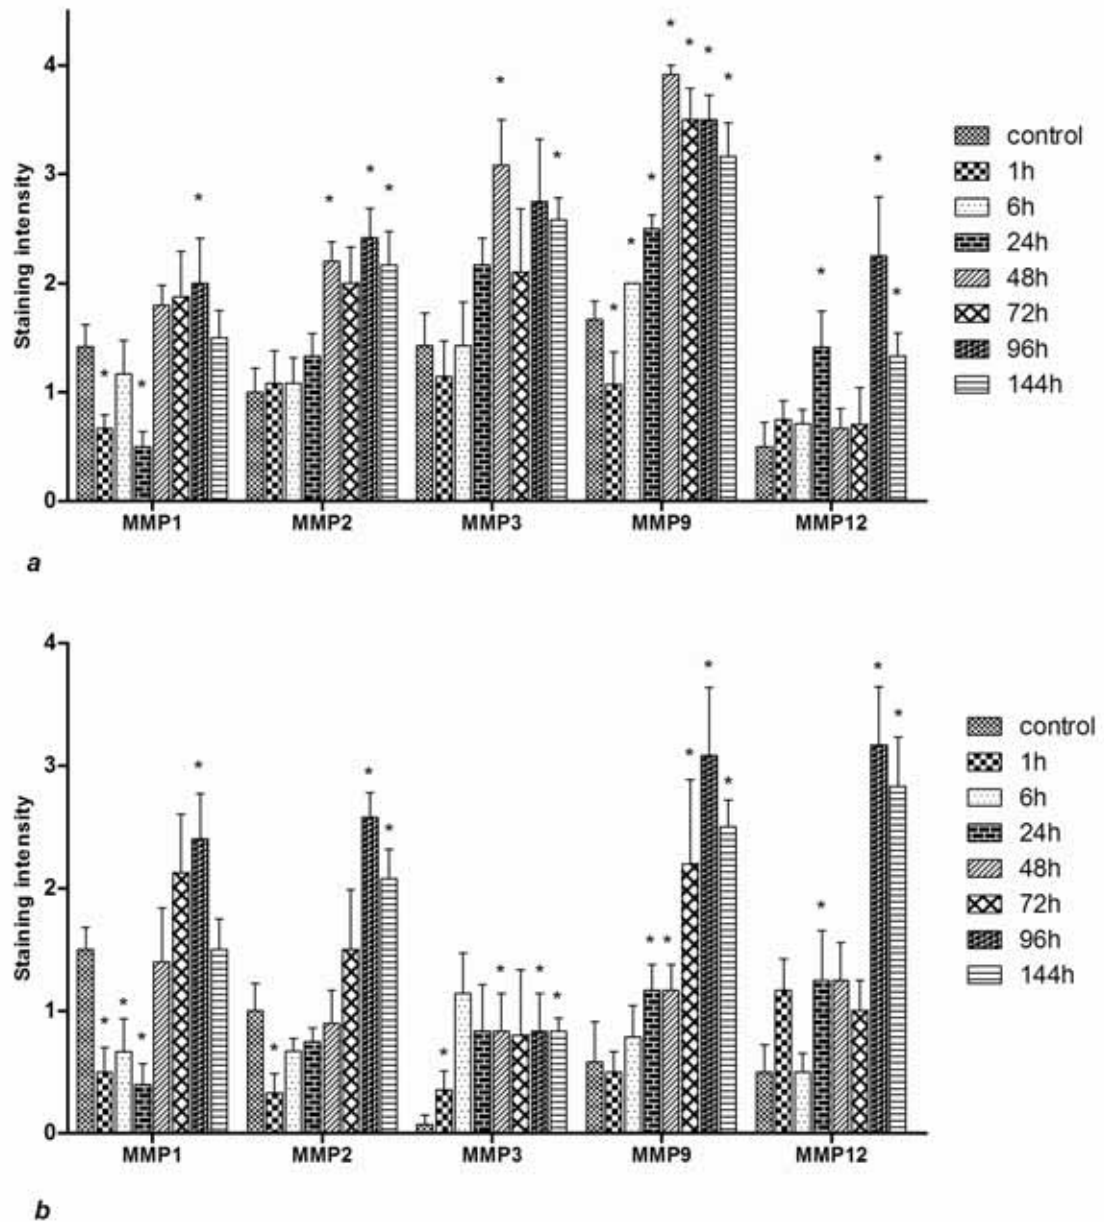 4
3
2
1
0
Staining intensity
* * * * * * * * * * * * * * * * *
MMP1 MMP2 MMP3 MMP9 MMP12
control
1h
6h
24h
48h
72h
96h
144h
a
4
3
2
1
0
Staining intensity
* * * * * * * * * * * * * * * * * * * *
MMP1 MMP2 MMP3 MMP9 MMP12
control
1h
6h
24h
48h
72h
96h
144h
b